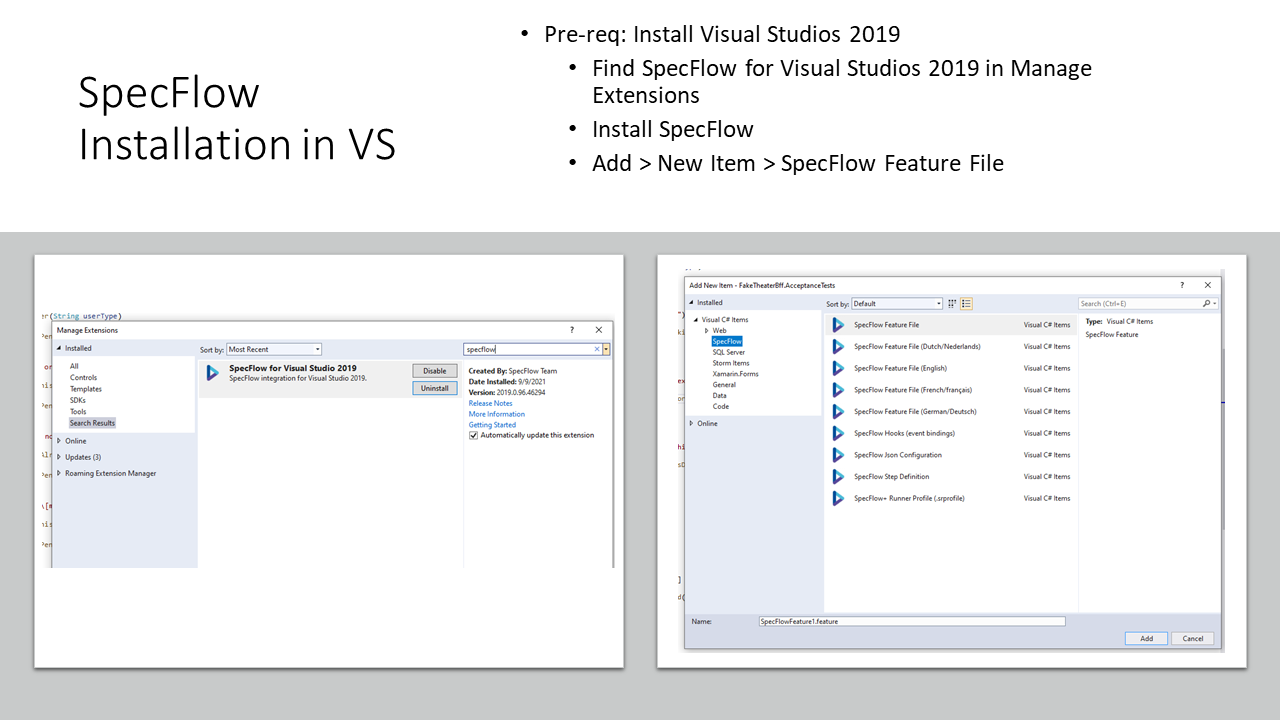 SpecFlow
Installation in VS
• Pre-req: Install Visual Studios 2019
• Find SpecFlow for Visual Studios 2019 in Manage
Extensions
• Install SpecFlow
• Add > New Item > SpecFlow Feature File
er(String userType)
Manage Extensions
?
Installed
Sort by: Most Recent
specflow
All
Controls
Templates
SDKs
Tools
Search Results
Online
Updates (3)
Roaming Extension Manager
SpecFlow for Visual Studio 2019
SpecFlow integration for Visual Studio 2019.
Disable
Uninstall
Created By: SpecFlow Team
Date Installed: 9/9/2021
Version: 2019.0.96.46294
Release Notes
More Information
Getting Started
Automatically update this extension
Add New Item - FakeTheaterBff.AcceptanceTests
?
Installed
Sort by: Default
Search (Ctrl+E)
Visual C# Items
Web
SpecFlow
SQL Server
Storm Items
Xamarin.Forms
General
Data
Code
Online
SpecFlow Feature File Visual C# Items
SpecFlow Feature File (Dutch/Nederlands) Visual C# Items
SpecFlow Feature File (English) Visual C# Items
SpecFlow Feature File (French/français) Visual C# Items
SpecFlow Feature File (German/Deutsch) Visual C# Items
SpecFlow Hooks (event bindings) Visual C# Items
SpecFlow Json Configuration Visual C# Items
SpecFlow Step Definition Visual C# Items
SpecFlow+ Runner Profile (.srprofile) Visual C# Items
Type: Visual C# Items
SpecFlow Feature
Name: SpecFlowFeature1.feature
Add
Cancel